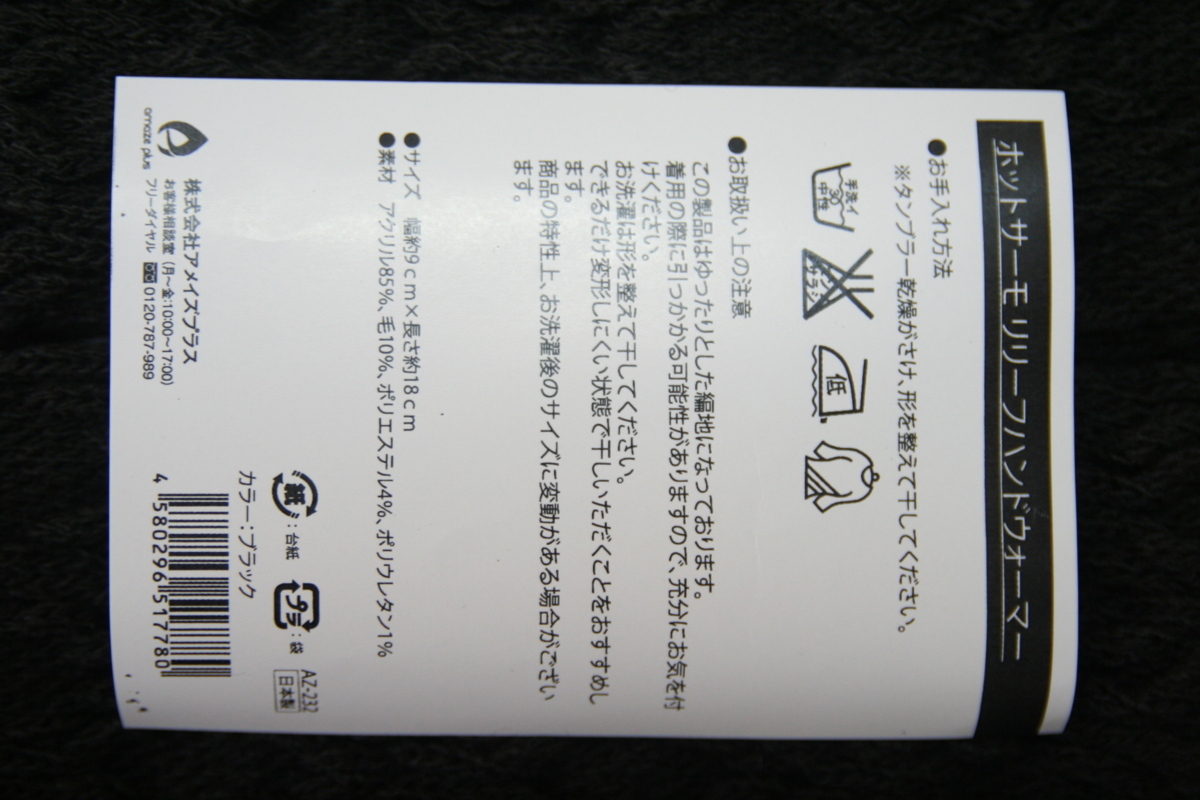 ホットサーモリリーフハンドウォーマー
●お手入れ方法
※タンブラー乾燥がさけ、形を整えて干してください。
手洗イ
30
中性
サラシ
低
●お取扱い上の注意
この製品はゆったりとした編地になっております。
着用の際に引っかかる可能性がありますので、充分にお気を付
けください。
お洗濯は形を整えて干してください。
できるだけ変形しにくい状態で干しいただくことをおすすめし
ます。
商品の特性上、お洗濯後のサイズに変動がある場合がござい
ます。
●サイズ 幅約9cm×長さ約18cm
●素材 アクリル85%、毛10%、ポリエステル4%、ポリウレタン1%
紙:台紙 プラ:袋 AZ-232
日本製
カラー:ブラック
4 580296 517780
amaze plus
株式会社アメイズプラス
お客様相談室(月〜金:10:00〜17:00)
フリーダイヤル 0120-787-989